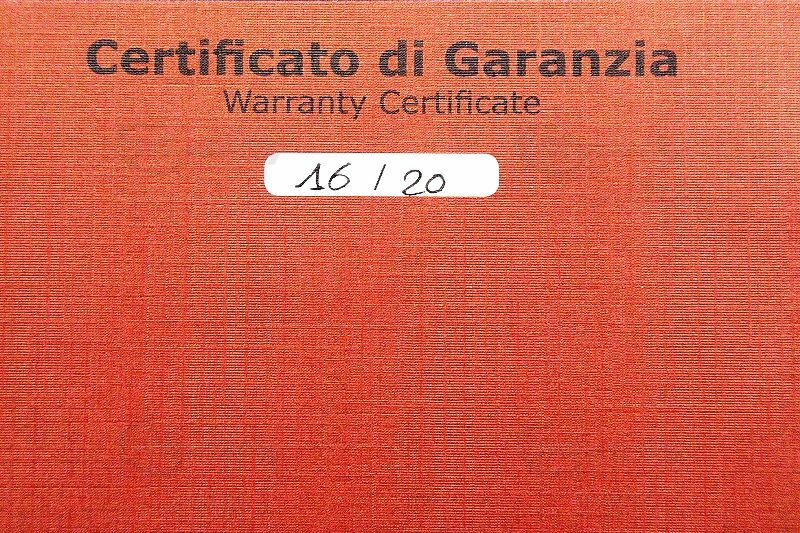 Certificato di Garanzia
Warranty Certificate
16 / 20